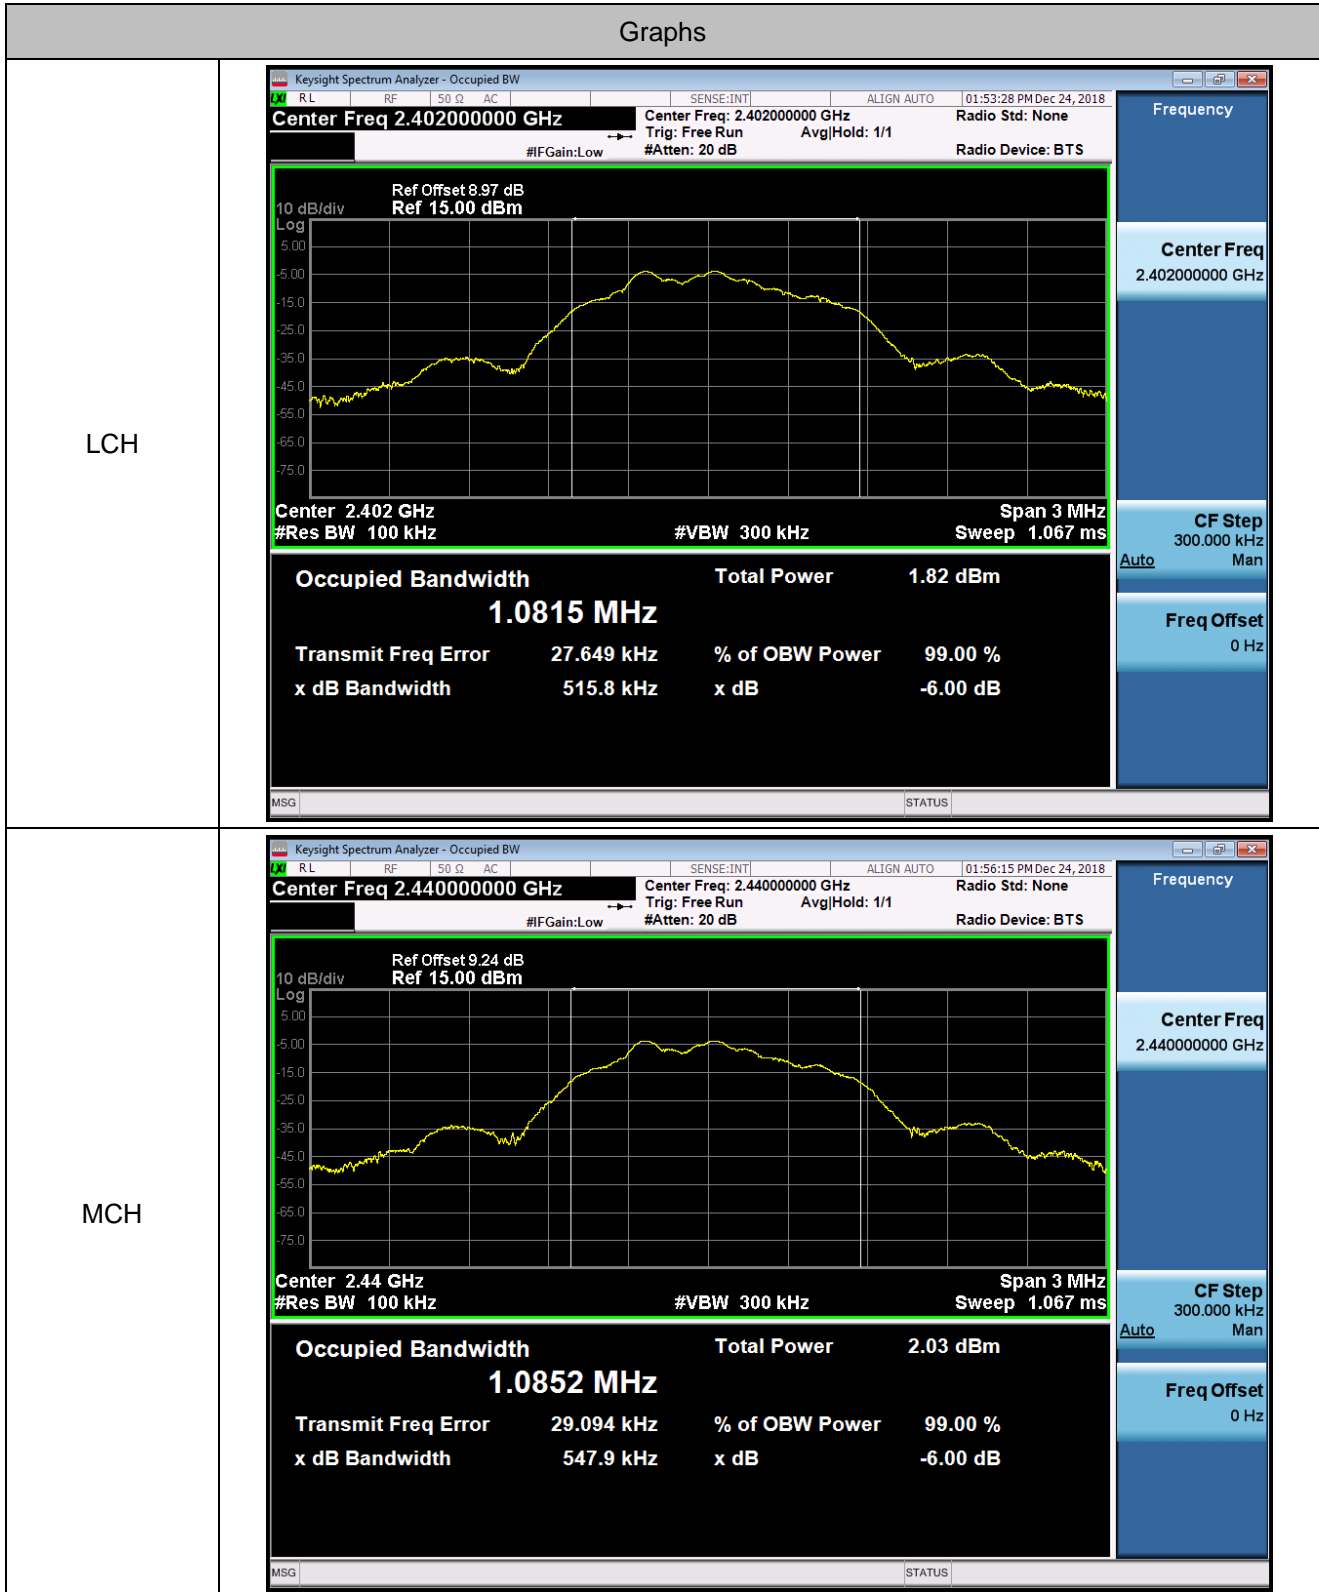 Graphs
LCH
Keysight Spectrum Analyzer - Occupied BW
LXI RL RF 50 Ω AC SENSE:INT ALIGN AUTO 01:53:28 PM Dec 24, 2018
Center Freq 2.402000000 GHz
Center Freq: 2.402000000 GHz
Radio Std: None
Trig: Free Run Avg|Hold: 1/1
#IFGain:Low #Atten: 20 dB Radio Device: BTS
Frequency
Ref Offset 8.97 dB
10 dB/div Ref 15.00 dBm
Log
5.00
-5.00
-15.0
-25.0
-35.0
-45.0
-55.0
-65.0
-75.0
Center 2.402 GHz Span 3 MHz
#Res BW 100 kHz #VBW 300 kHz Sweep 1.067 ms
Occupied Bandwidth Total Power 1.82 dBm
1.0815 MHz
Transmit Freq Error 27.649 kHz % of OBW Power 99.00 %
x dB Bandwidth 515.8 kHz x dB -6.00 dB
Center Freq
2.402000000 GHz
CF Step
300.000 kHz
Auto Man
Freq Offset
0 Hz
MSG STATUS
MCH
Keysight Spectrum Analyzer - Occupied BW
LXI RL RF 50 Ω AC SENSE:INT ALIGN AUTO 01:56:15 PM Dec 24, 2018
Center Freq 2.440000000 GHz
Center Freq: 2.440000000 GHz
Radio Std: None
Trig: Free Run Avg|Hold: 1/1
#IFGain:Low #Atten: 20 dB Radio Device: BTS
Frequency
Ref Offset 9.24 dB
10 dB/div Ref 15.00 dBm
Log
5.00
-5.00
-15.0
-25.0
-35.0
-45.0
-55.0
-65.0
-75.0
Center 2.44 GHz Span 3 MHz
#Res BW 100 kHz #VBW 300 kHz Sweep 1.067 ms
Occupied Bandwidth Total Power 2.03 dBm
1.0852 MHz
Transmit Freq Error 29.094 kHz % of OBW Power 99.00 %
x dB Bandwidth 547.9 kHz x dB -6.00 dB
Center Freq
2.440000000 GHz
CF Step
300.000 kHz
Auto Man
Freq Offset
0 Hz
MSG STATUS